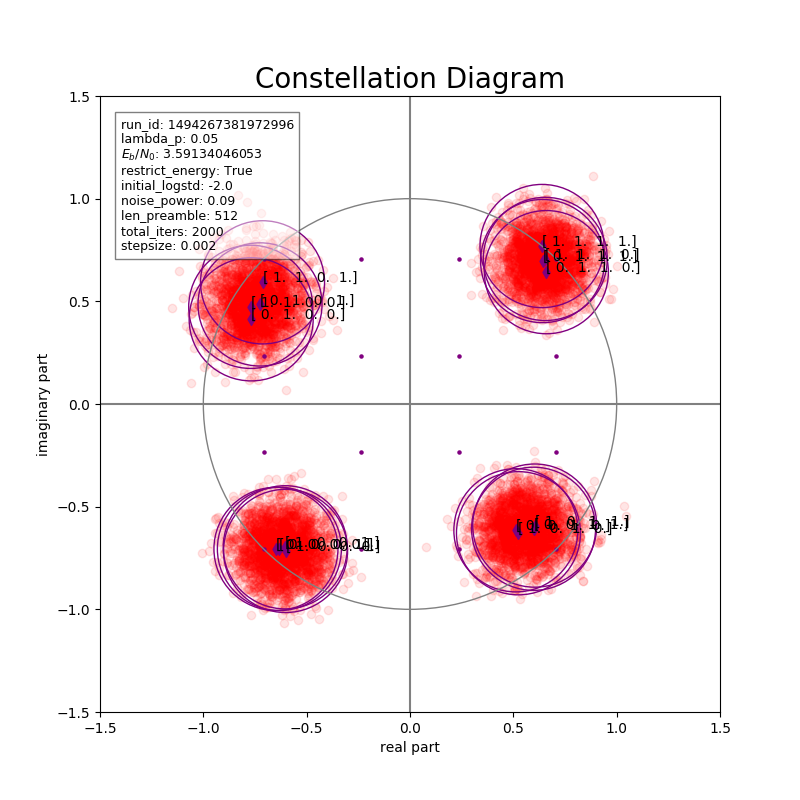 Constellation Diagram
1.5
1.0
0.5
0.0
−0.5
−1.0
−1.5
imaginary part
run_id: 1494267381972996
lambda_p: 0.05
E_b/N_0: 3.59134046053
restrict_energy: True
initial_logstd: -2.0
noise_power: 0.09
len_preamble: 512
total_iters: 2000
stepsize: 0.002
[ 1. 1. 0. 1.]
[ 0. 1. 0. 0.]
[ 1. 1. 1. 1.]
[ 0. 1. 1. 0.]
−1.5
−1.0
−0.5
0.0
0.5
1.0
1.5
real part